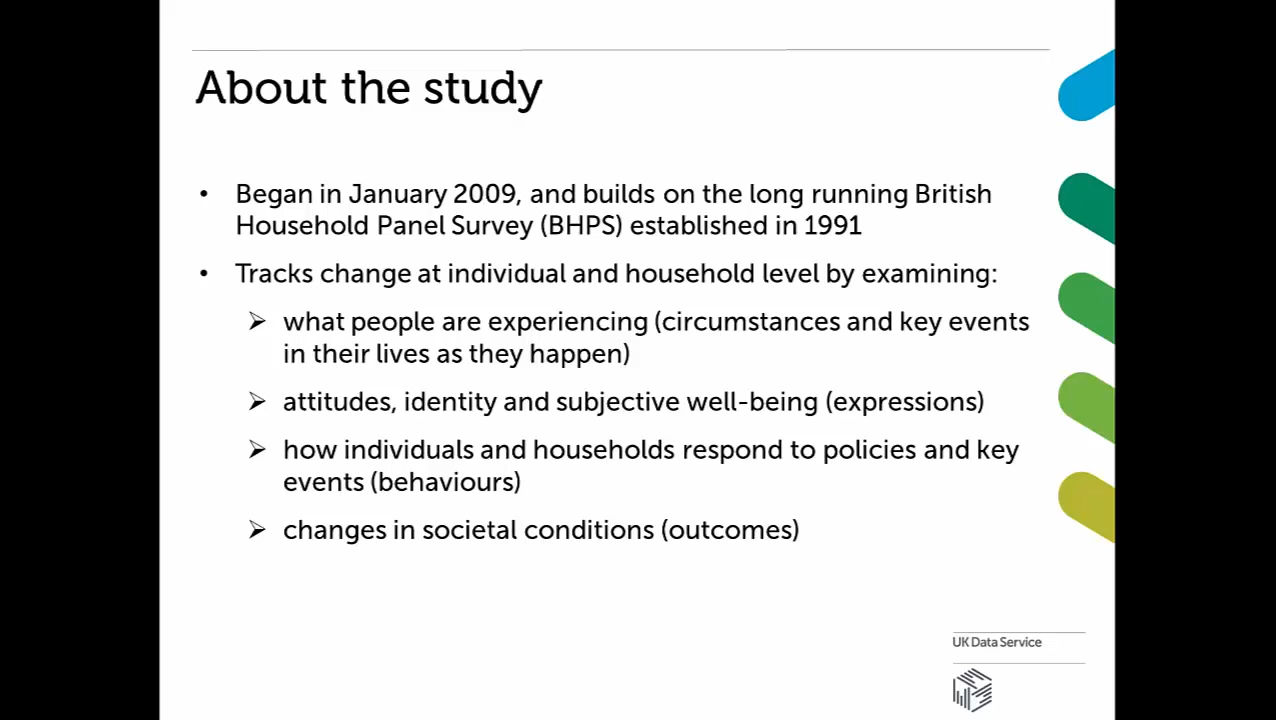 About the study
• Began in January 2009, and builds on the long running British
Household Panel Survey (BHPS) established in 1991
• Tracks change at individual and household level by examining:
➢ what people are experiencing (circumstances and key events
in their lives as they happen)
➢ attitudes, identity and subjective well-being (expressions)
➢ how individuals and households respond to policies and key
events (behaviours)
➢ changes in societal conditions (outcomes)
UK Data Service